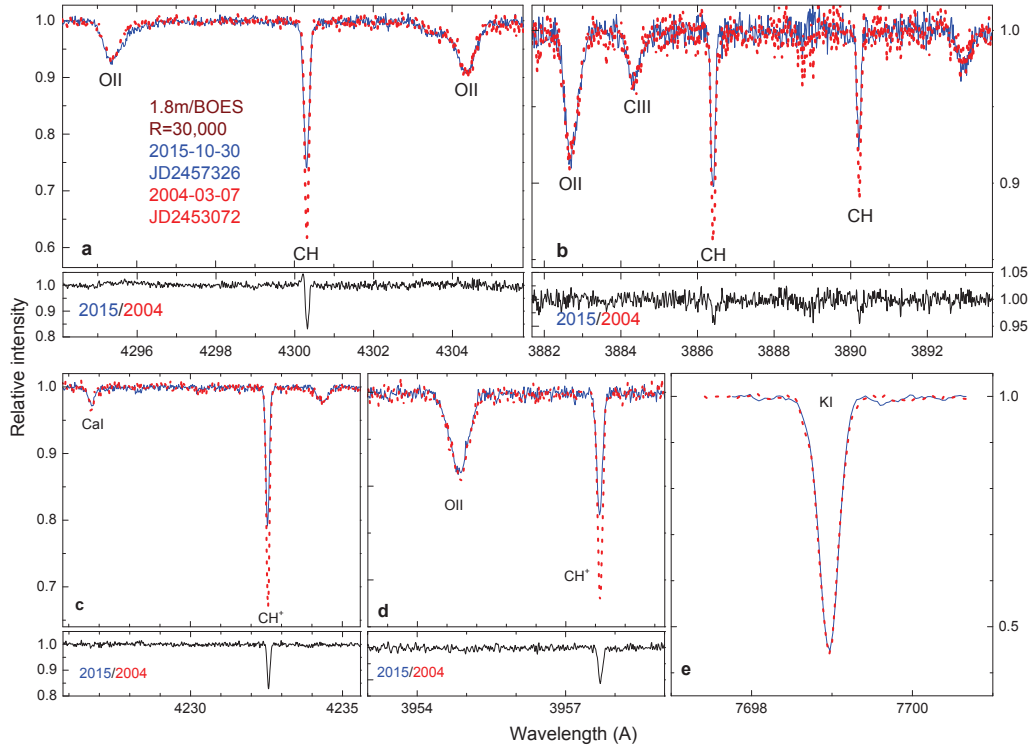 1.0
0.9
0.8
0.7
0.6
OII
OII
1.8m/BOES
R=30,000
2015-10-30
JD2457326
2004-03-07
JD2453072
a
CH
1.0
0.9
0.8
2015/2004
4296
4298
4300
4302
4304
1.0
0.9
OII
CIII
CH
CH
b
1.05
1.00
0.95
2015/2004
3882
3884
3886
3888
3890
3892
Relative intensity
1.0
0.9
0.8
0.7
CaI
c
CH+
1.0
0.9
0.8
2015/2004
4230
4235
OII
d
CH+
2015/2004
3954
3957
KI
e
1.0
0.5
7698
7700
Wavelength (A)